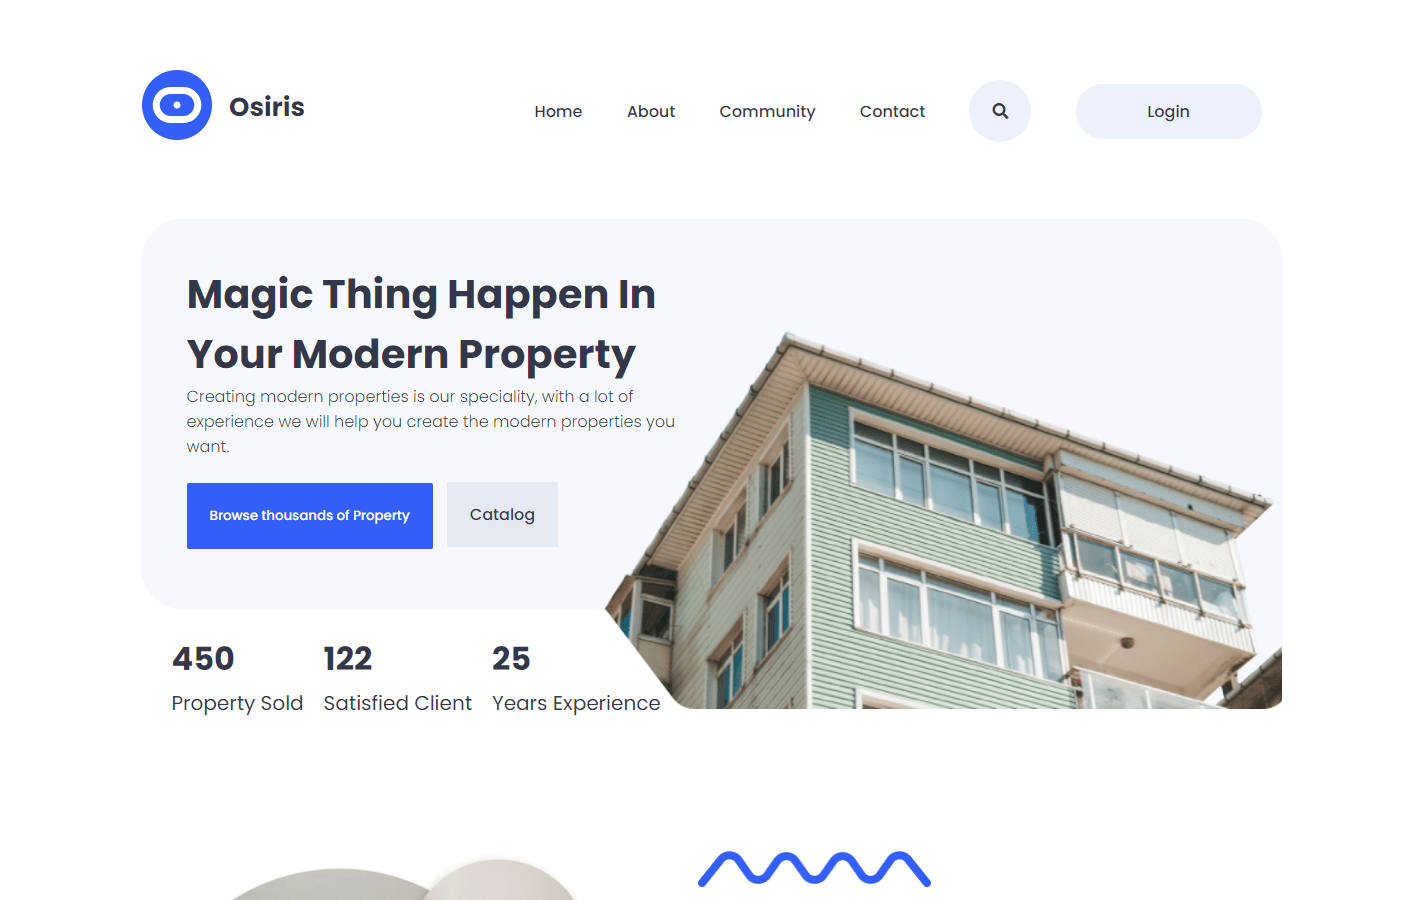 Osiris
Home
About
Community
Contact
Login
Magic Thing Happen In
Your Modern Property
Creating modern properties is our speciality, with a lot of
experience we will help you create the modern properties you
want.
Browse thousands of Property
Catalog
450
Property Sold
122
Satisfied Client
25
Years Experience